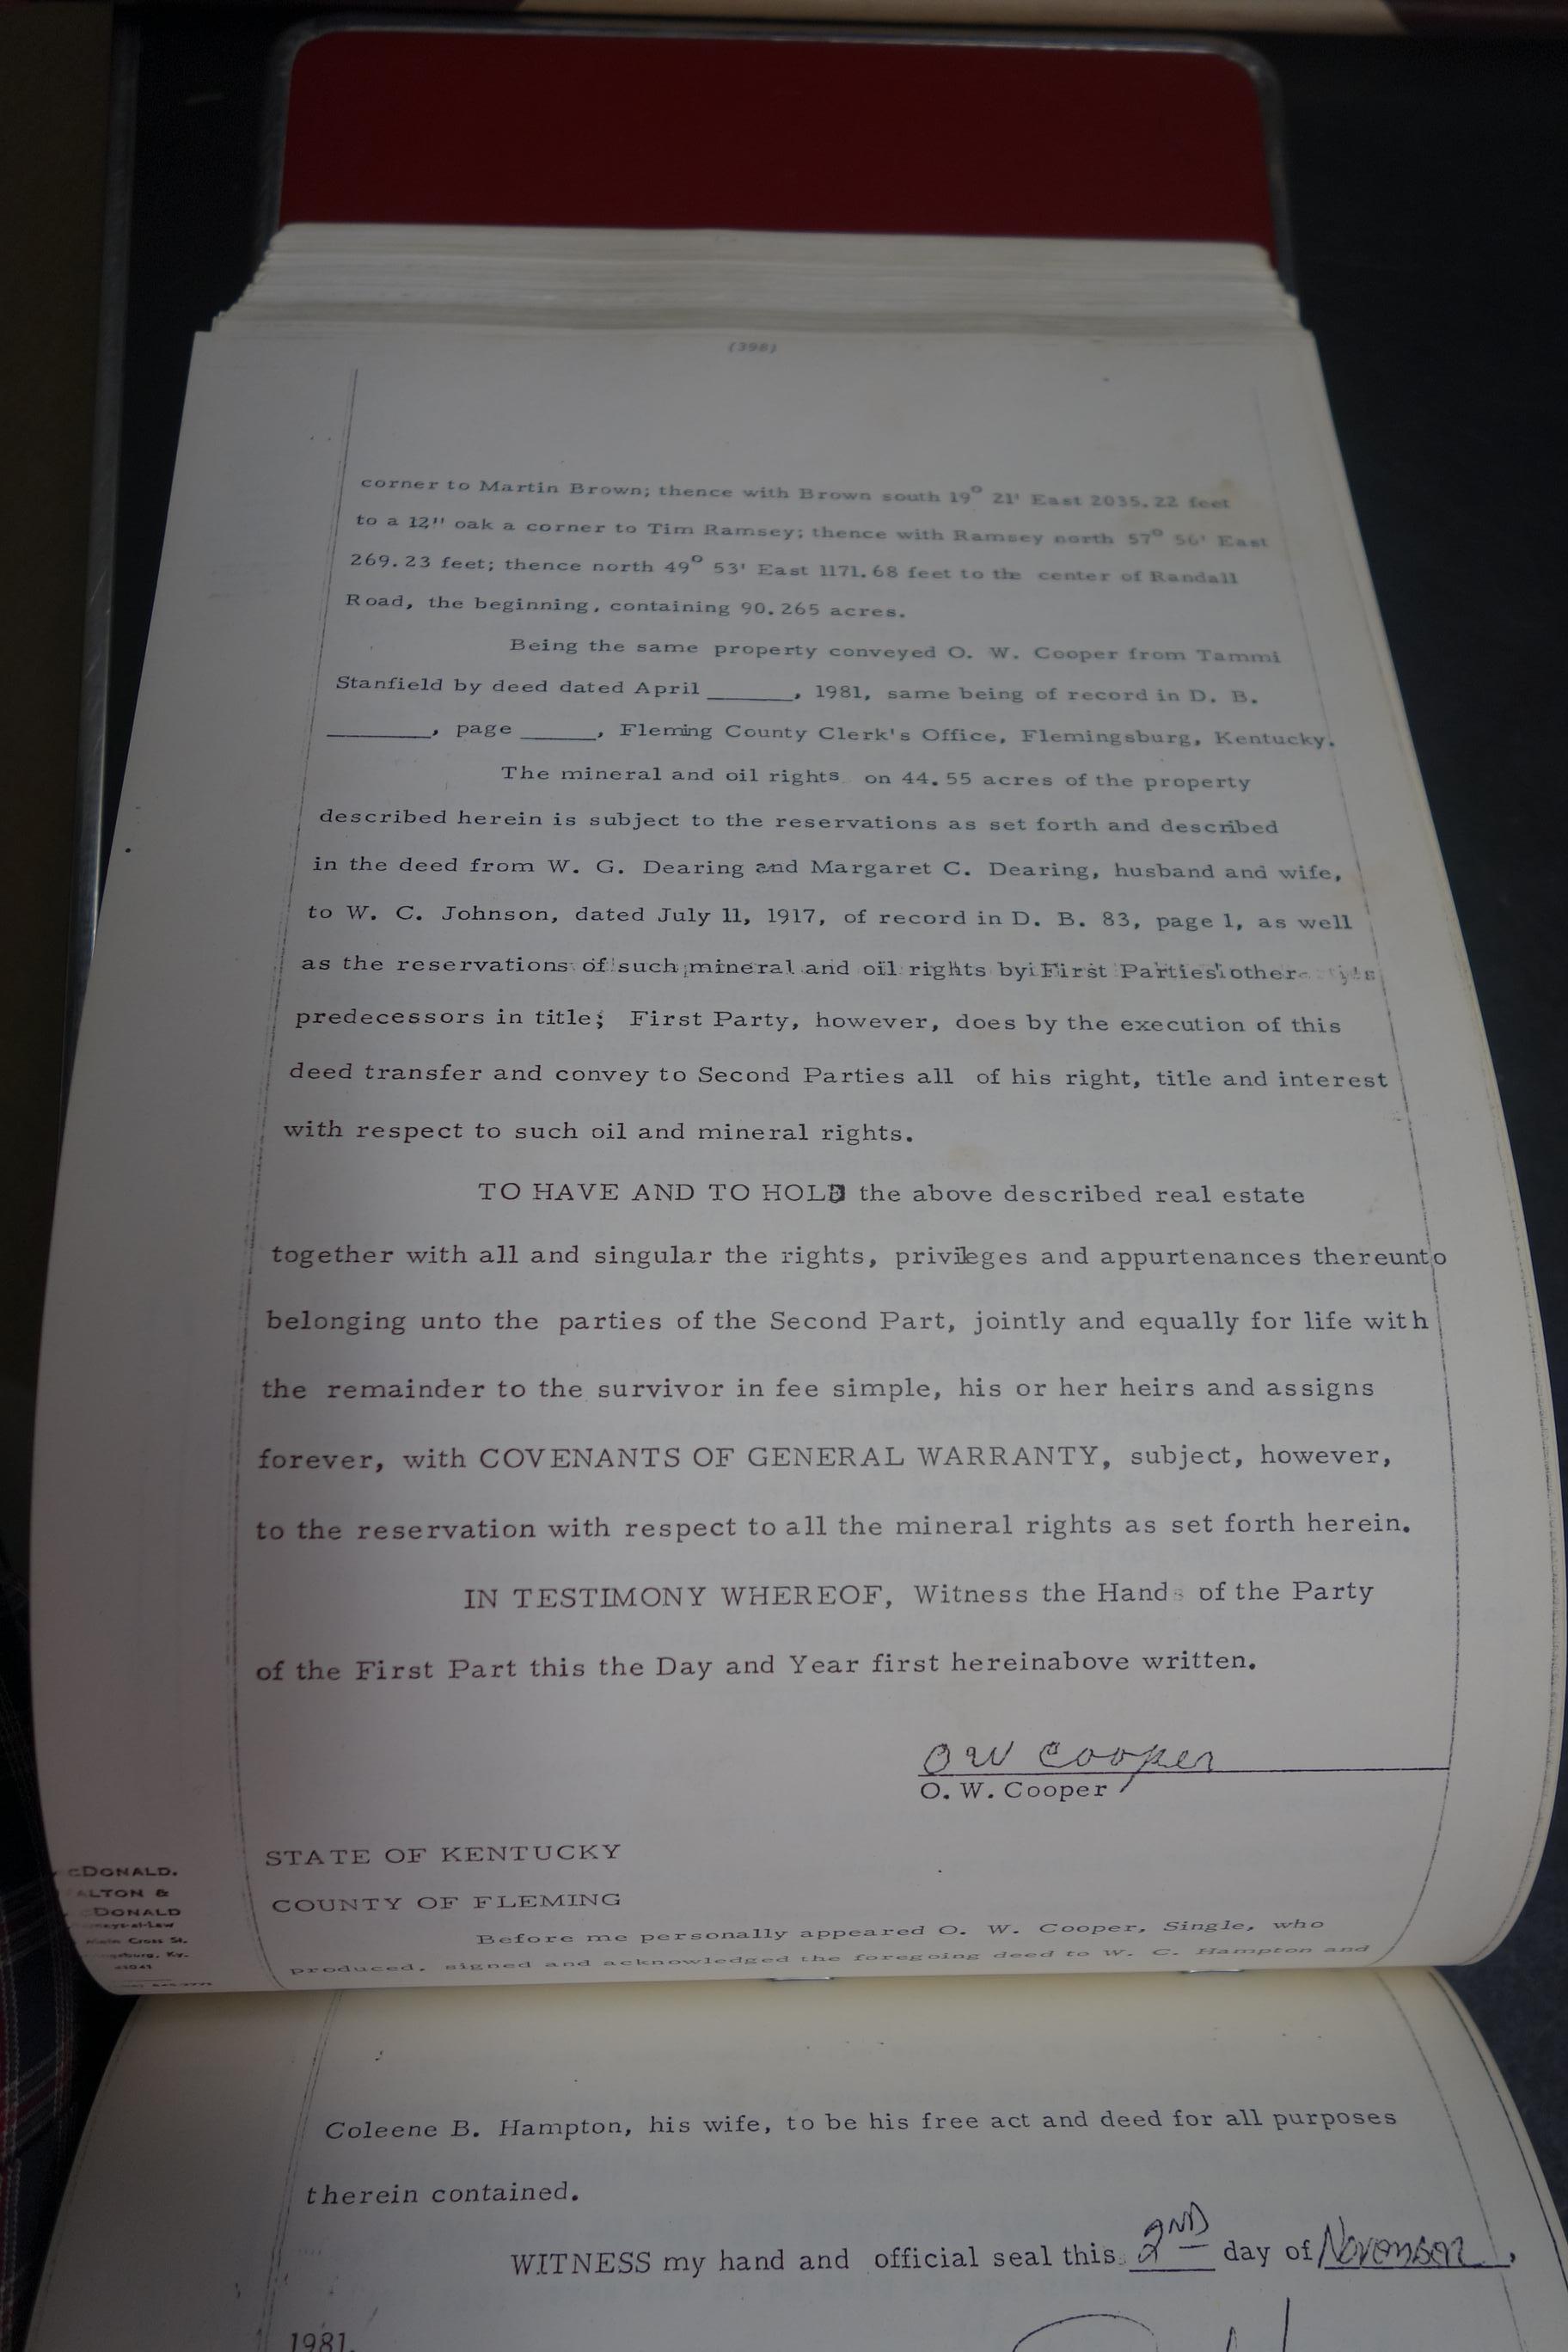 (398)
corner to Martin Brown; thence with Brown south 19° 21' East 2035.22 feet
to a 12" oak a corner to Tim Ramsey; thence with Ramsey north 57° 56' East
269.23 feet; thence north 49° 53' East 1171.68 feet to the center of Randall
Road, the beginning, containing 90.265 acres.
Being the same property conveyed O. W. Cooper from Tammi
Stanfield by deed dated April ______, 1981, same being of record in D. B.
_______, page _____, Fleming County Clerk's Office, Flemingsburg, Kentucky.
The mineral and oil rights on 44.55 acres of the property
described herein is subject to the reservations as set forth and described
in the deed from W. G. Dearing and Margaret C. Dearing, husband and wife,
to W. C. Johnson, dated July 11, 1917, of record in D. B. 83, page 1, as well
as the reservations of such mineral and oil rights by First Parties' other
predecessors in title; First Party, however, does by the execution of this
deed transfer and convey to Second Parties all of his right, title and interest
with respect to such oil and mineral rights.
TO HAVE AND TO HOLD the above described real estate
together with all and singular the rights, privileges and appurtenances thereunto
belonging unto the parties of the Second Part, jointly and equally for life with
the remainder to the survivor in fee simple, his or her heirs and assigns
forever, with COVENANTS OF GENERAL WARRANTY, subject, however,
to the reservation with respect to all the mineral rights as set forth herein.
IN TESTIMONY WHEREOF, Witness the Hands of the Party
of the First Part this the Day and Year first hereinabove written.
O W Cooper
O. W. Cooper
STATE OF KENTUCKY
COUNTY OF FLEMING
Before me personally appeared O. W. Cooper, Single, who
produced, signed and acknowledged the foregoing deed to W. C. Hampton and
cDONALD,
ALTON &
DONALD
neys-at-Law
Cross St.
sburg, Ky.
41041
Coleene B. Hampton, his wife, to be his free act and deed for all purposes
therein contained.
WITNESS my hand and official seal this 2ND day of November,
1981.